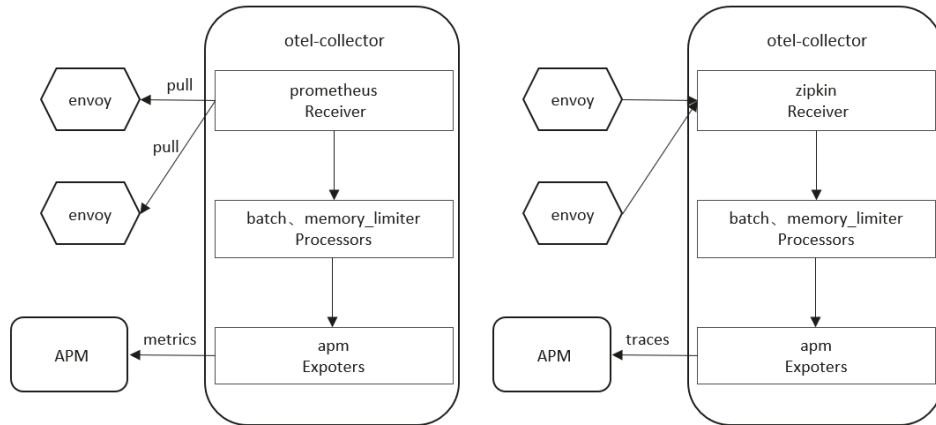 otel-collector
pull
envoy
prometheus
Receiver
pull
envoy
batch、memory_limiter
Processors
metrics
APM
apm
Expoters
otel-collector
envoy
zipkin
Receiver
envoy
batch、memory_limiter
Processors
traces
APM
apm
Expoters